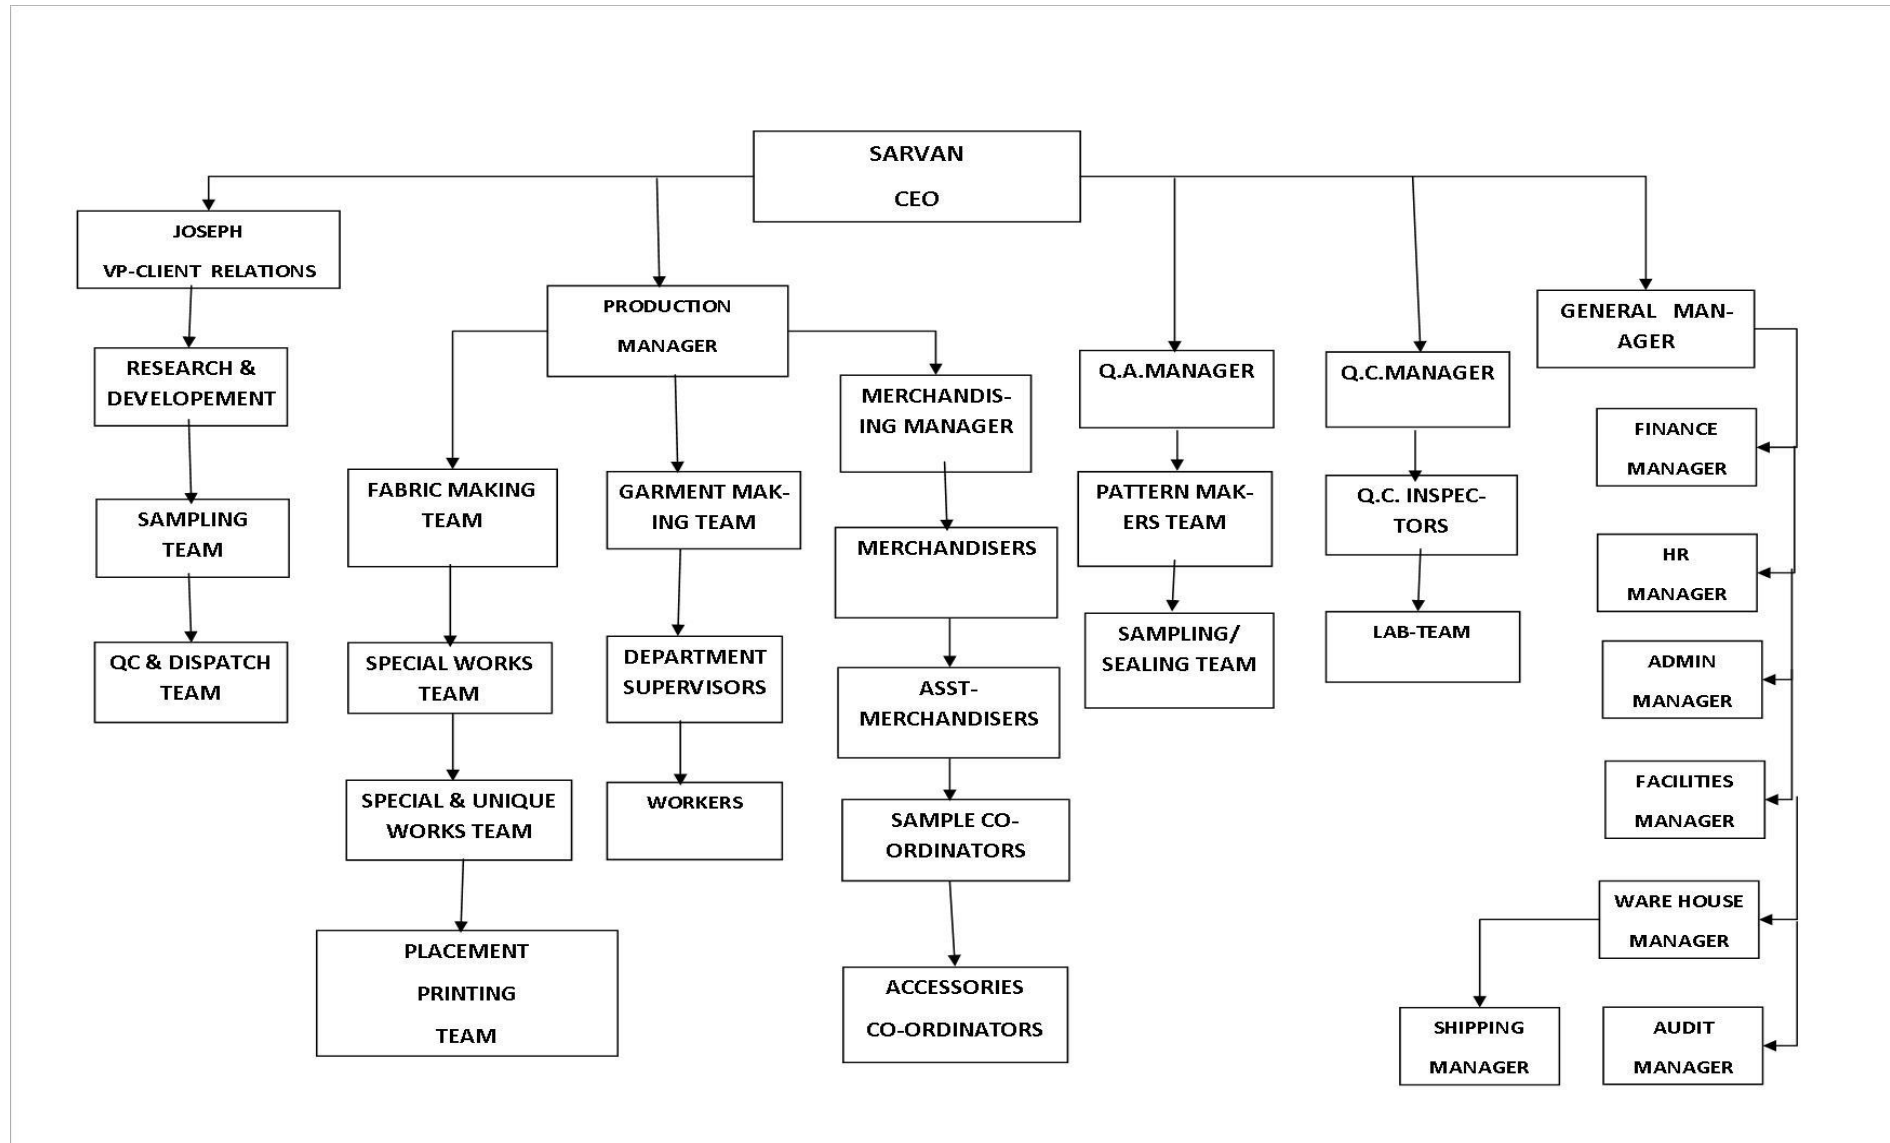 SARVAN
CEO
JOSEPH
VP-CLIENT RELATIONS
RESEARCH &
DEVELOPEMENT
SAMPLING
TEAM
QC & DISPATCH
TEAM
PRODUCTION
MANAGER
FABRIC MAKING
TEAM
SPECIAL WORKS
TEAM
SPECIAL & UNIQUE
WORKS TEAM
PLACEMENT
PRINTING
TEAM
GARMENT MAK-
ING TEAM
DEPARTMENT
SUPERVISORS
WORKERS
MERCHANDIS-
ING MANAGER
MERCHANDISERS
ASST-
MERCHANDISERS
SAMPLE CO-
ORDINATORS
ACCESSORIES
CO-ORDINATORS
Q.A.MANAGER
PATTERN MAK-
ERS TEAM
SAMPLING/
SEALING TEAM
Q.C.MANAGER
Q.C. INSPEC-
TORS
LAB-TEAM
GENERAL MAN-
AGER
FINANCE
MANAGER
HR
MANAGER
ADMIN
MANAGER
FACILITIES
MANAGER
WARE HOUSE
MANAGER
SHIPPING
MANAGER
AUDIT
MANAGER